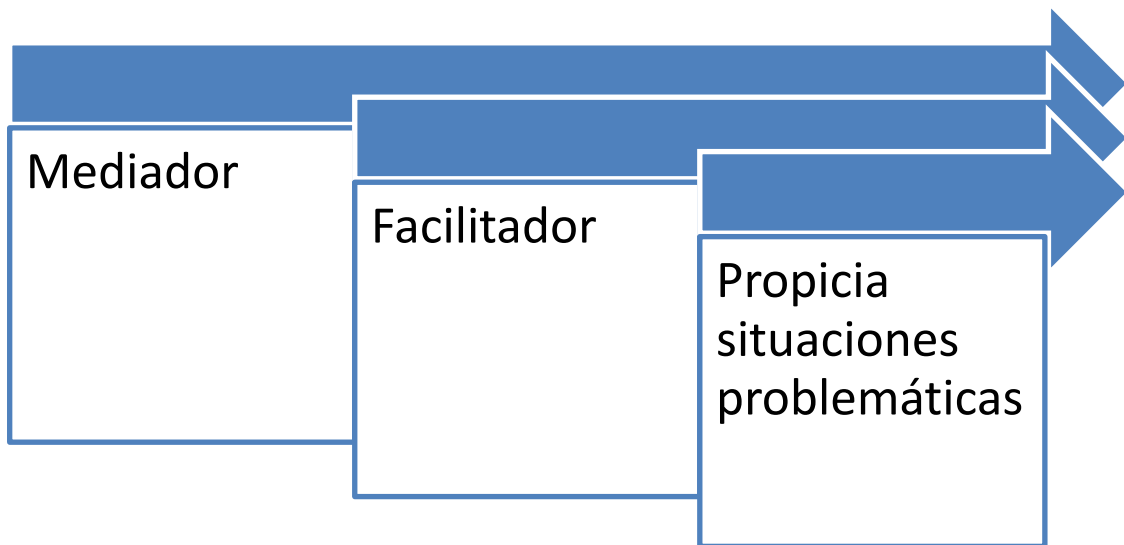 Mediador
Facilitador
Propicia
situaciones
problemáticas